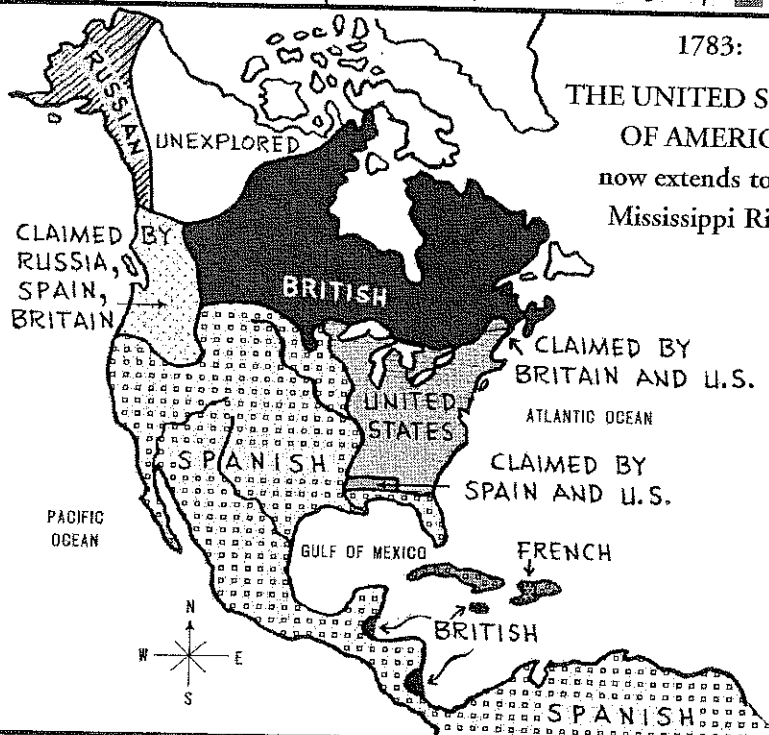 1783:
THE UNITED S
OF AMERIC
now extends to
Mississippi Ri
RUSSIAN
UNEXPLORED
CLAIMED BY
RUSSIA,
SPAIN,
BRITAIN
BRITISH
CLAIMED BY
BRITAIN AND U.S.
UNITED
STATES
ATLANTIC OCEAN
SPANISH
CLAIMED BY
SPAIN AND U.S.
PACIFIC
OCEAN
GULF OF MEXICO
FRENCH
BRITISH
N
W E
S
SPANISH